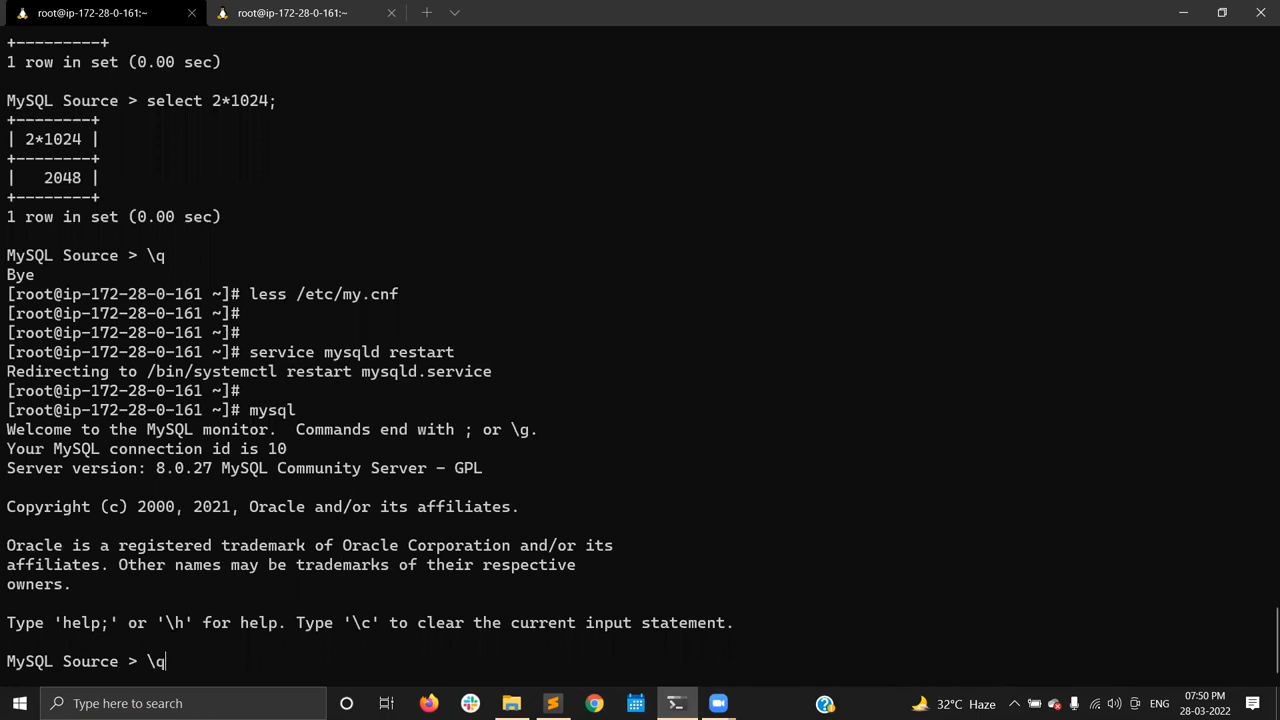 root@ip-172-28-0-161:~
root@ip-172-28-0-161:~
+---------+
1 row in set (0.00 sec)
MySQL Source > select 2*1024;
+--------+
| 2*1024 |
+--------+
|   2048 |
+--------+
1 row in set (0.00 sec)
MySQL Source > \q
Bye
[root@ip-172-28-0-161 ~]# less /etc/my.cnf
[root@ip-172-28-0-161 ~]#
[root@ip-172-28-0-161 ~]#
[root@ip-172-28-0-161 ~]# service mysqld restart
Redirecting to /bin/systemctl restart mysqld.service
[root@ip-172-28-0-161 ~]#
[root@ip-172-28-0-161 ~]# mysql
Welcome to the MySQL monitor.  Commands end with ; or \g.
Your MySQL connection id is 10
Server version: 8.0.27 MySQL Community Server - GPL
Copyright (c) 2000, 2021, Oracle and/or its affiliates.
Oracle is a registered trademark of Oracle Corporation and/or its
affiliates. Other names may be trademarks of their respective
owners.
Type 'help;' or '\h' for help. Type '\c' to clear the current input statement.
MySQL Source > \q
Type here to search
32°C Haze
ENG
07:50 PM
28-03-2022